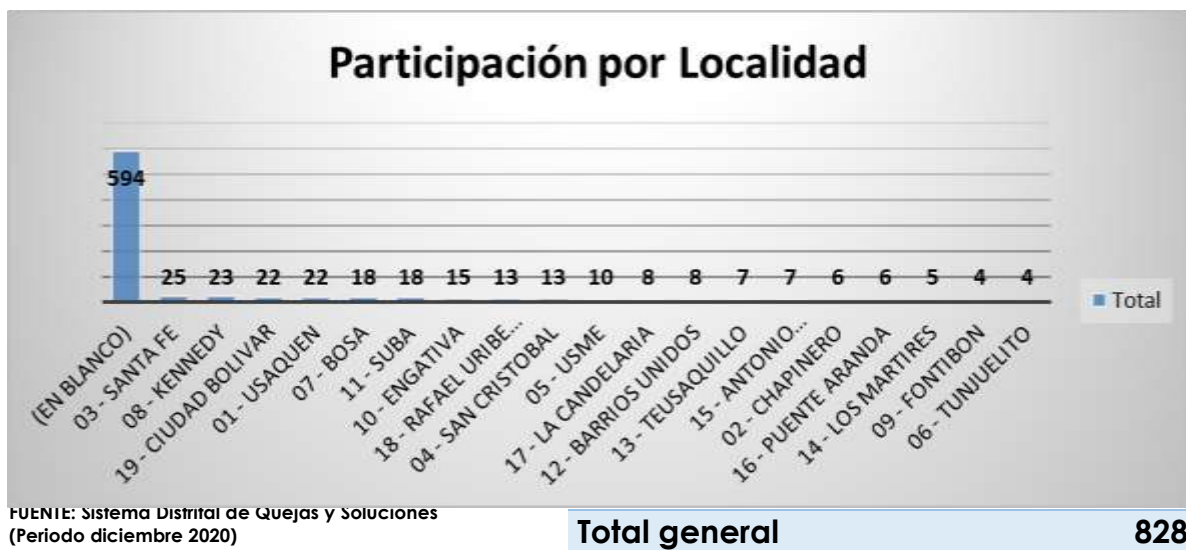 Participación por Localidad
594
25 23 22 22 18 18 15 13 13 10 8 8 7 7 6 6 5 4 4
Total
(EN BLANCO)
03 - SANTA FE
08 - KENNEDY
19 - CIUDAD BOLIVAR
01 - USAQUEN
07 - BOSA
11 - SUBA
10 - ENGATIVA
18 - RAFAEL URIBE...
04 - SAN CRISTOBAL
05 - USME
17 - LA CANDELARIA
12 - BARRIOS UNIDOS
13 - TEUSAQUILLO
15 - ANTONIO...
02 - CHAPINERO
16 - PUENTE ARANDA
14 - LOS MARTIRES
09 - FONTIBON
06 - TUNJUELITO
FUENTE: Sistema Distrital de Quejas y Soluciones
(Periodo diciembre 2020)
Total general 828